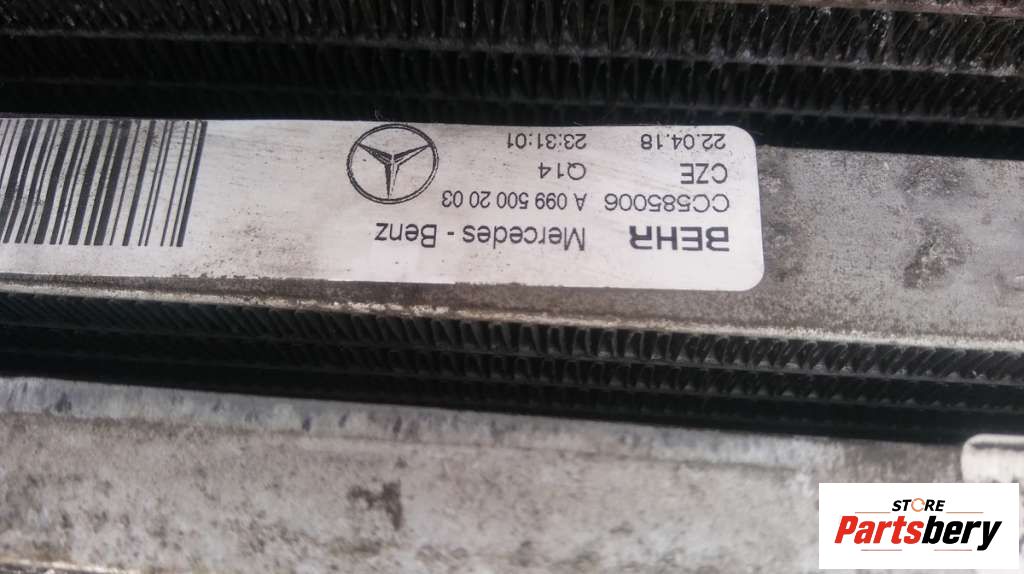 BEHR Mercedes - Benz
CC585006 A 099 500 20 03
CZE Q14
22.04.18 23:31:01
STORE
Partsbery